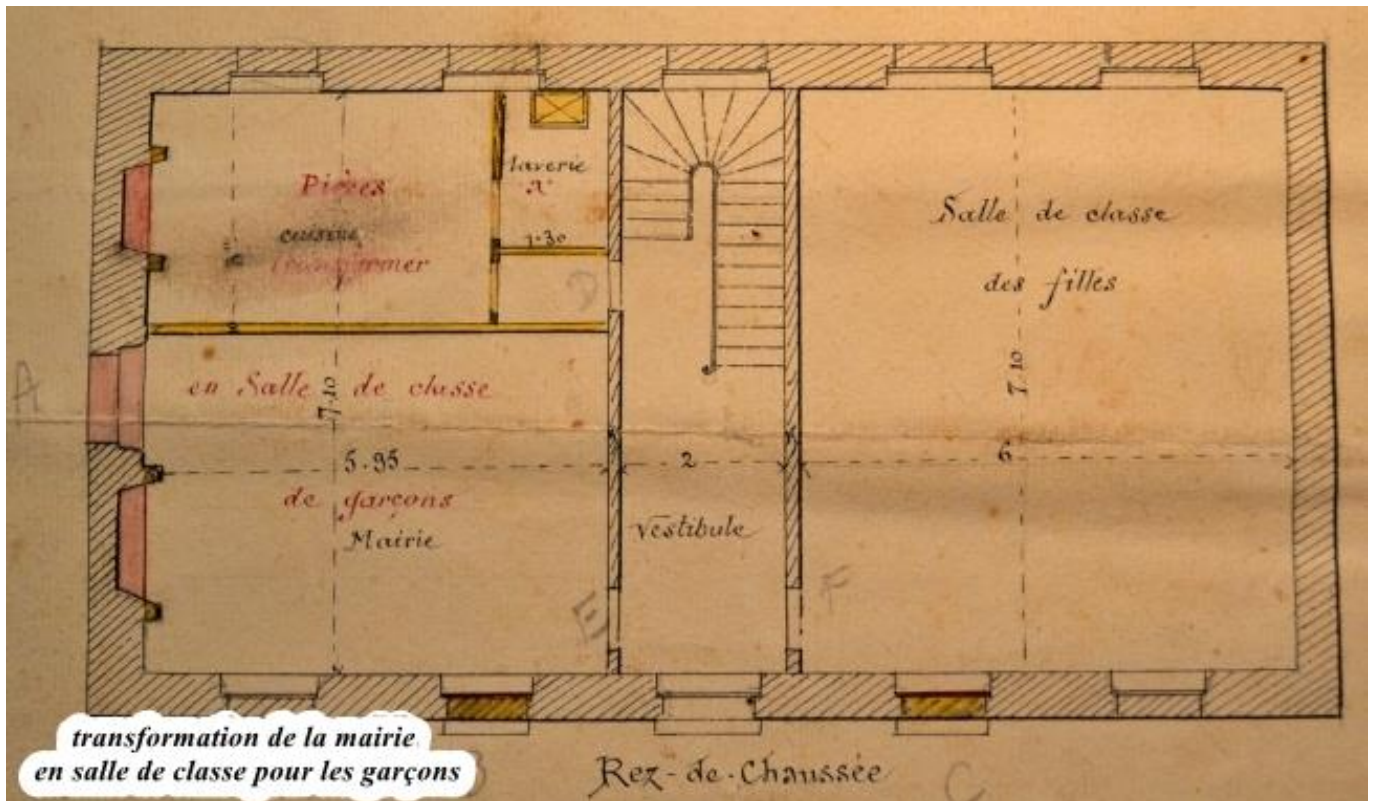 Pièces
cuisine
transformer
3m
laverie
x
1.30
D
en Salle de classe
7.10
5.95
de garçons
Mairie
A
E
2
Vestibule
F
Salle de classe
des filles
7.10
6
transformation de la mairie
en salle de classe pour les garçons
Rez-de-Chaussée
C